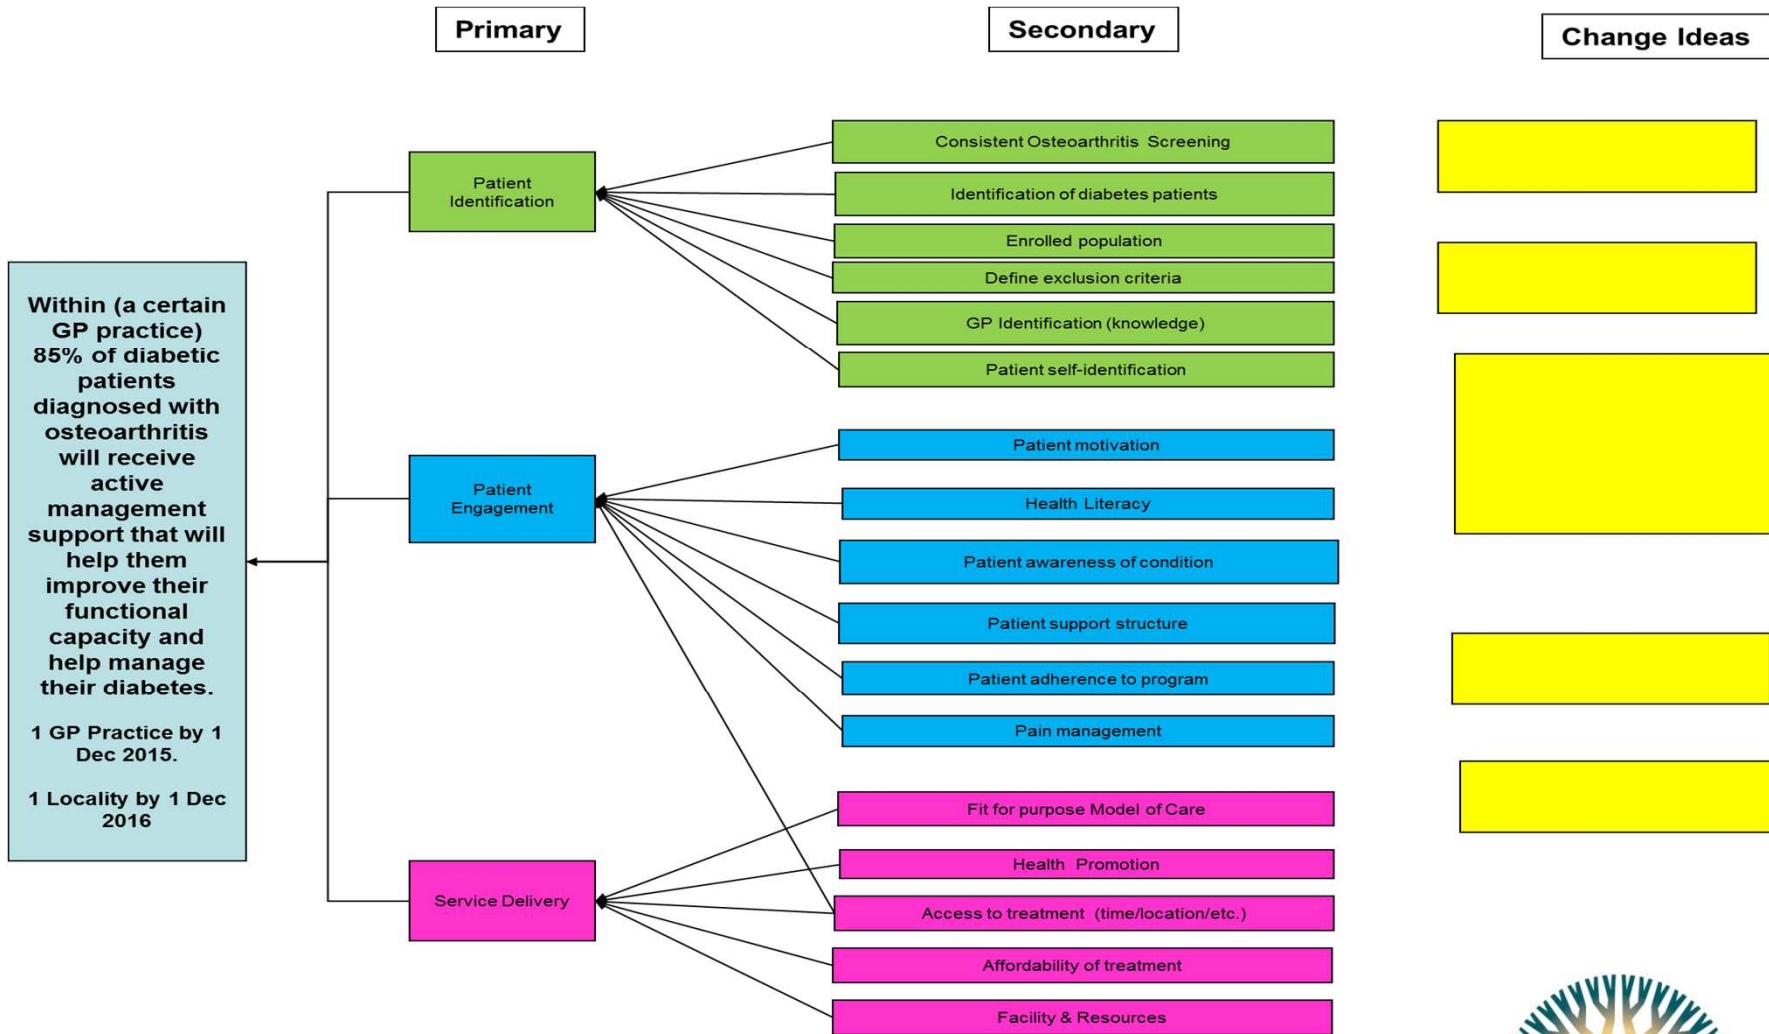 Primary
Secondary
Change Ideas
Within (a certain
GP practice)
85% of diabetic
patients
diagnosed with
osteoarthritis
will receive
active
management
support that will
help them
improve their
functional
capacity and
help manage
their diabetes.
1 GP Practice by 1
Dec 2015.
1 Locality by 1 Dec
2016
Patient
Identification
Consistent Osteoarthritis Screening
Identification of diabetes patients
Enrolled population
Define exclusion criteria
GP Identification (knowledge)
Patient self-identification
Patient
Engagement
Patient motivation
Health Literacy
Patient awareness of condition
Patient support structure
Patient adherence to program
Pain management
Service Delivery
Fit for purpose Model of Care
Health Promotion
Access to treatment (time/location/etc.)
Affordability of treatment
Facility & Resources